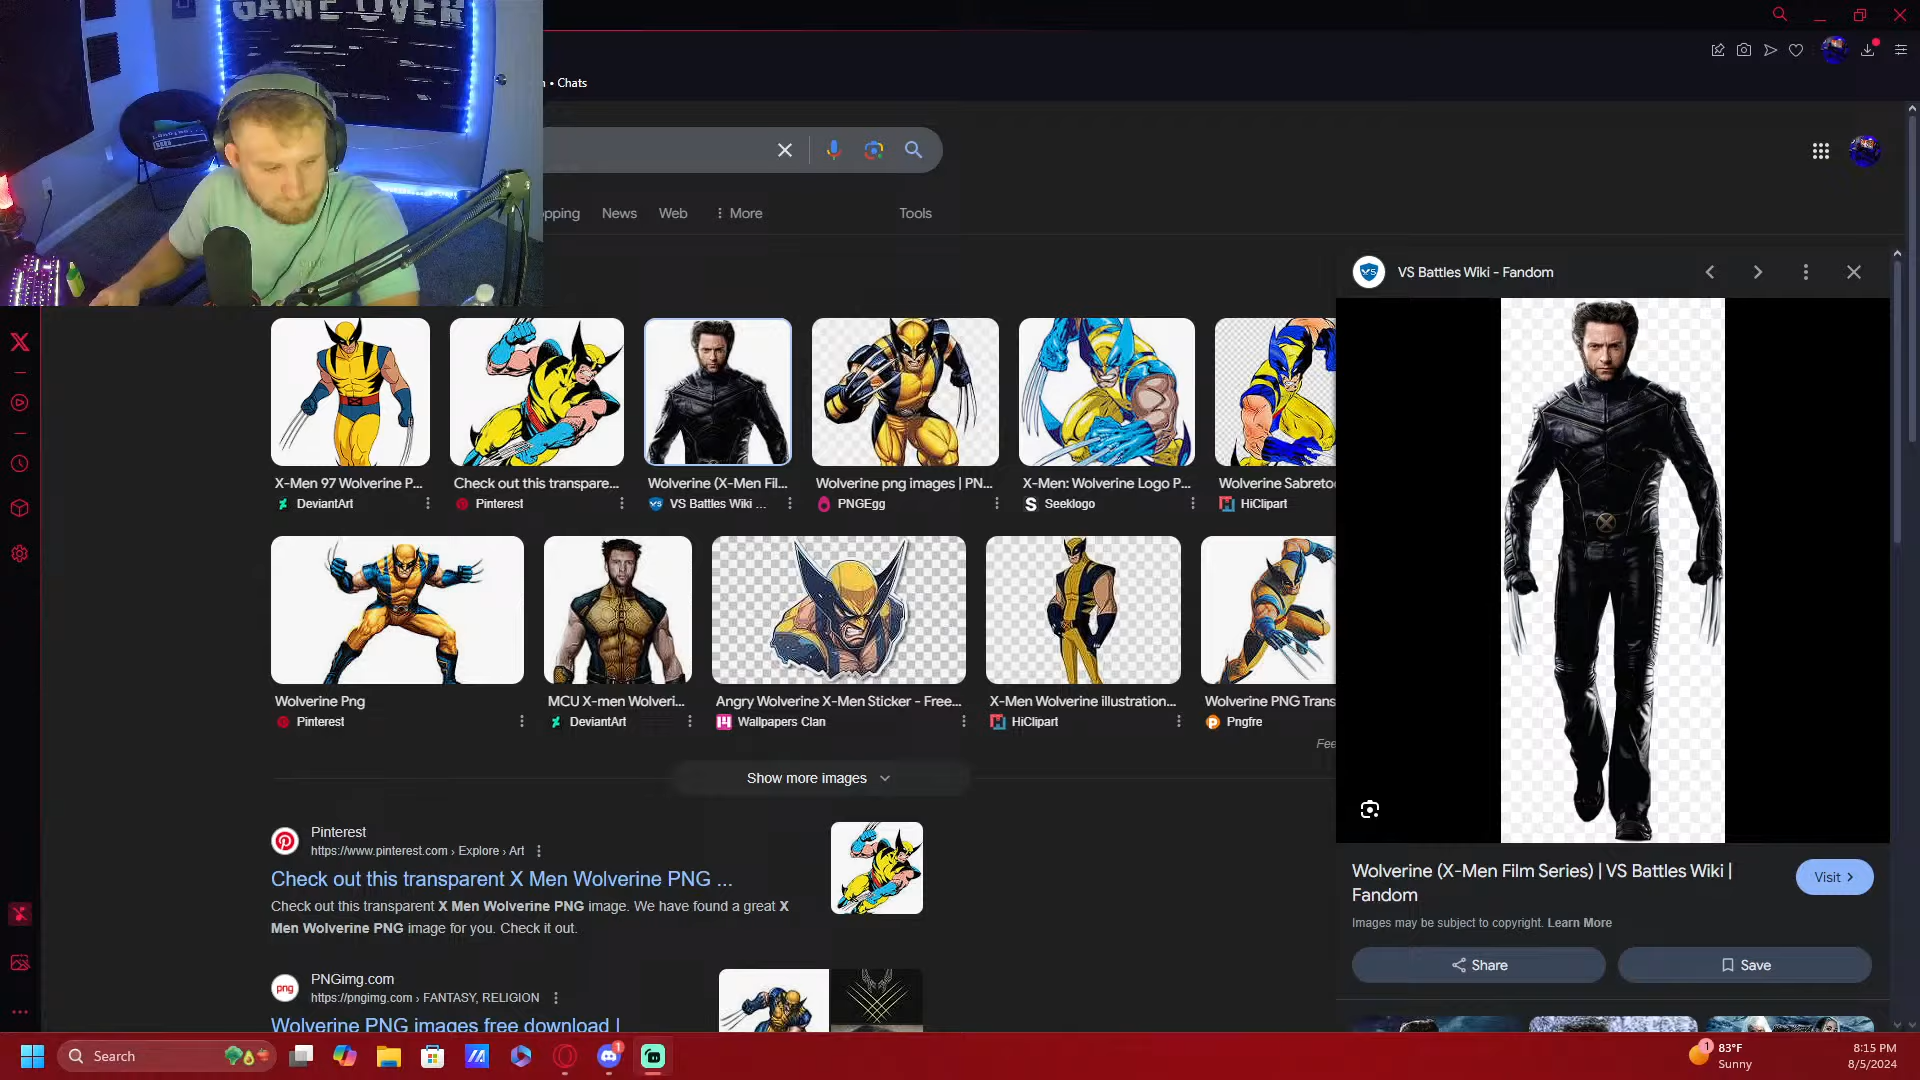 GAME OVER
• Chats
pping
News
Web
More
Tools
VS Battles Wiki - Fandom
X-Men 97 Wolverine P...
DeviantArt
Check out this transpare...
Pinterest
Wolverine (X-Men Fil...
VS Battles Wiki ...
Wolverine png images | PN...
PNGEgg
X-Men: Wolverine Logo P...
Seeklogo
Wolverine Sabreto
HiClipart
Wolverine Png
Pinterest
MCU X-men Wolveri...
DeviantArt
Angry Wolverine X-Men Sticker - Free...
Wallpapers Clan
X-Men Wolverine illustration...
HiClipart
Wolverine PNG Trans
Pngfre
Fee
Show more images
Pinterest
https://www.pinterest.com › Explore › Art
Check out this transparent X Men Wolverine PNG ...
Check out this transparent X Men Wolverine PNG image. We have found a great X
Men Wolverine PNG image for you. Check it out.
png
PNGimg.com
https://pngimg.com › FANTASY, RELIGION
Wolverine PNG images free download |
Wolverine (X-Men Film Series) | VS Battles Wiki |
Fandom
Visit
Images may be subject to copyright. Learn More
Share
Save
Search
1
1
83°F
Sunny
8:15 PM
8/5/2024